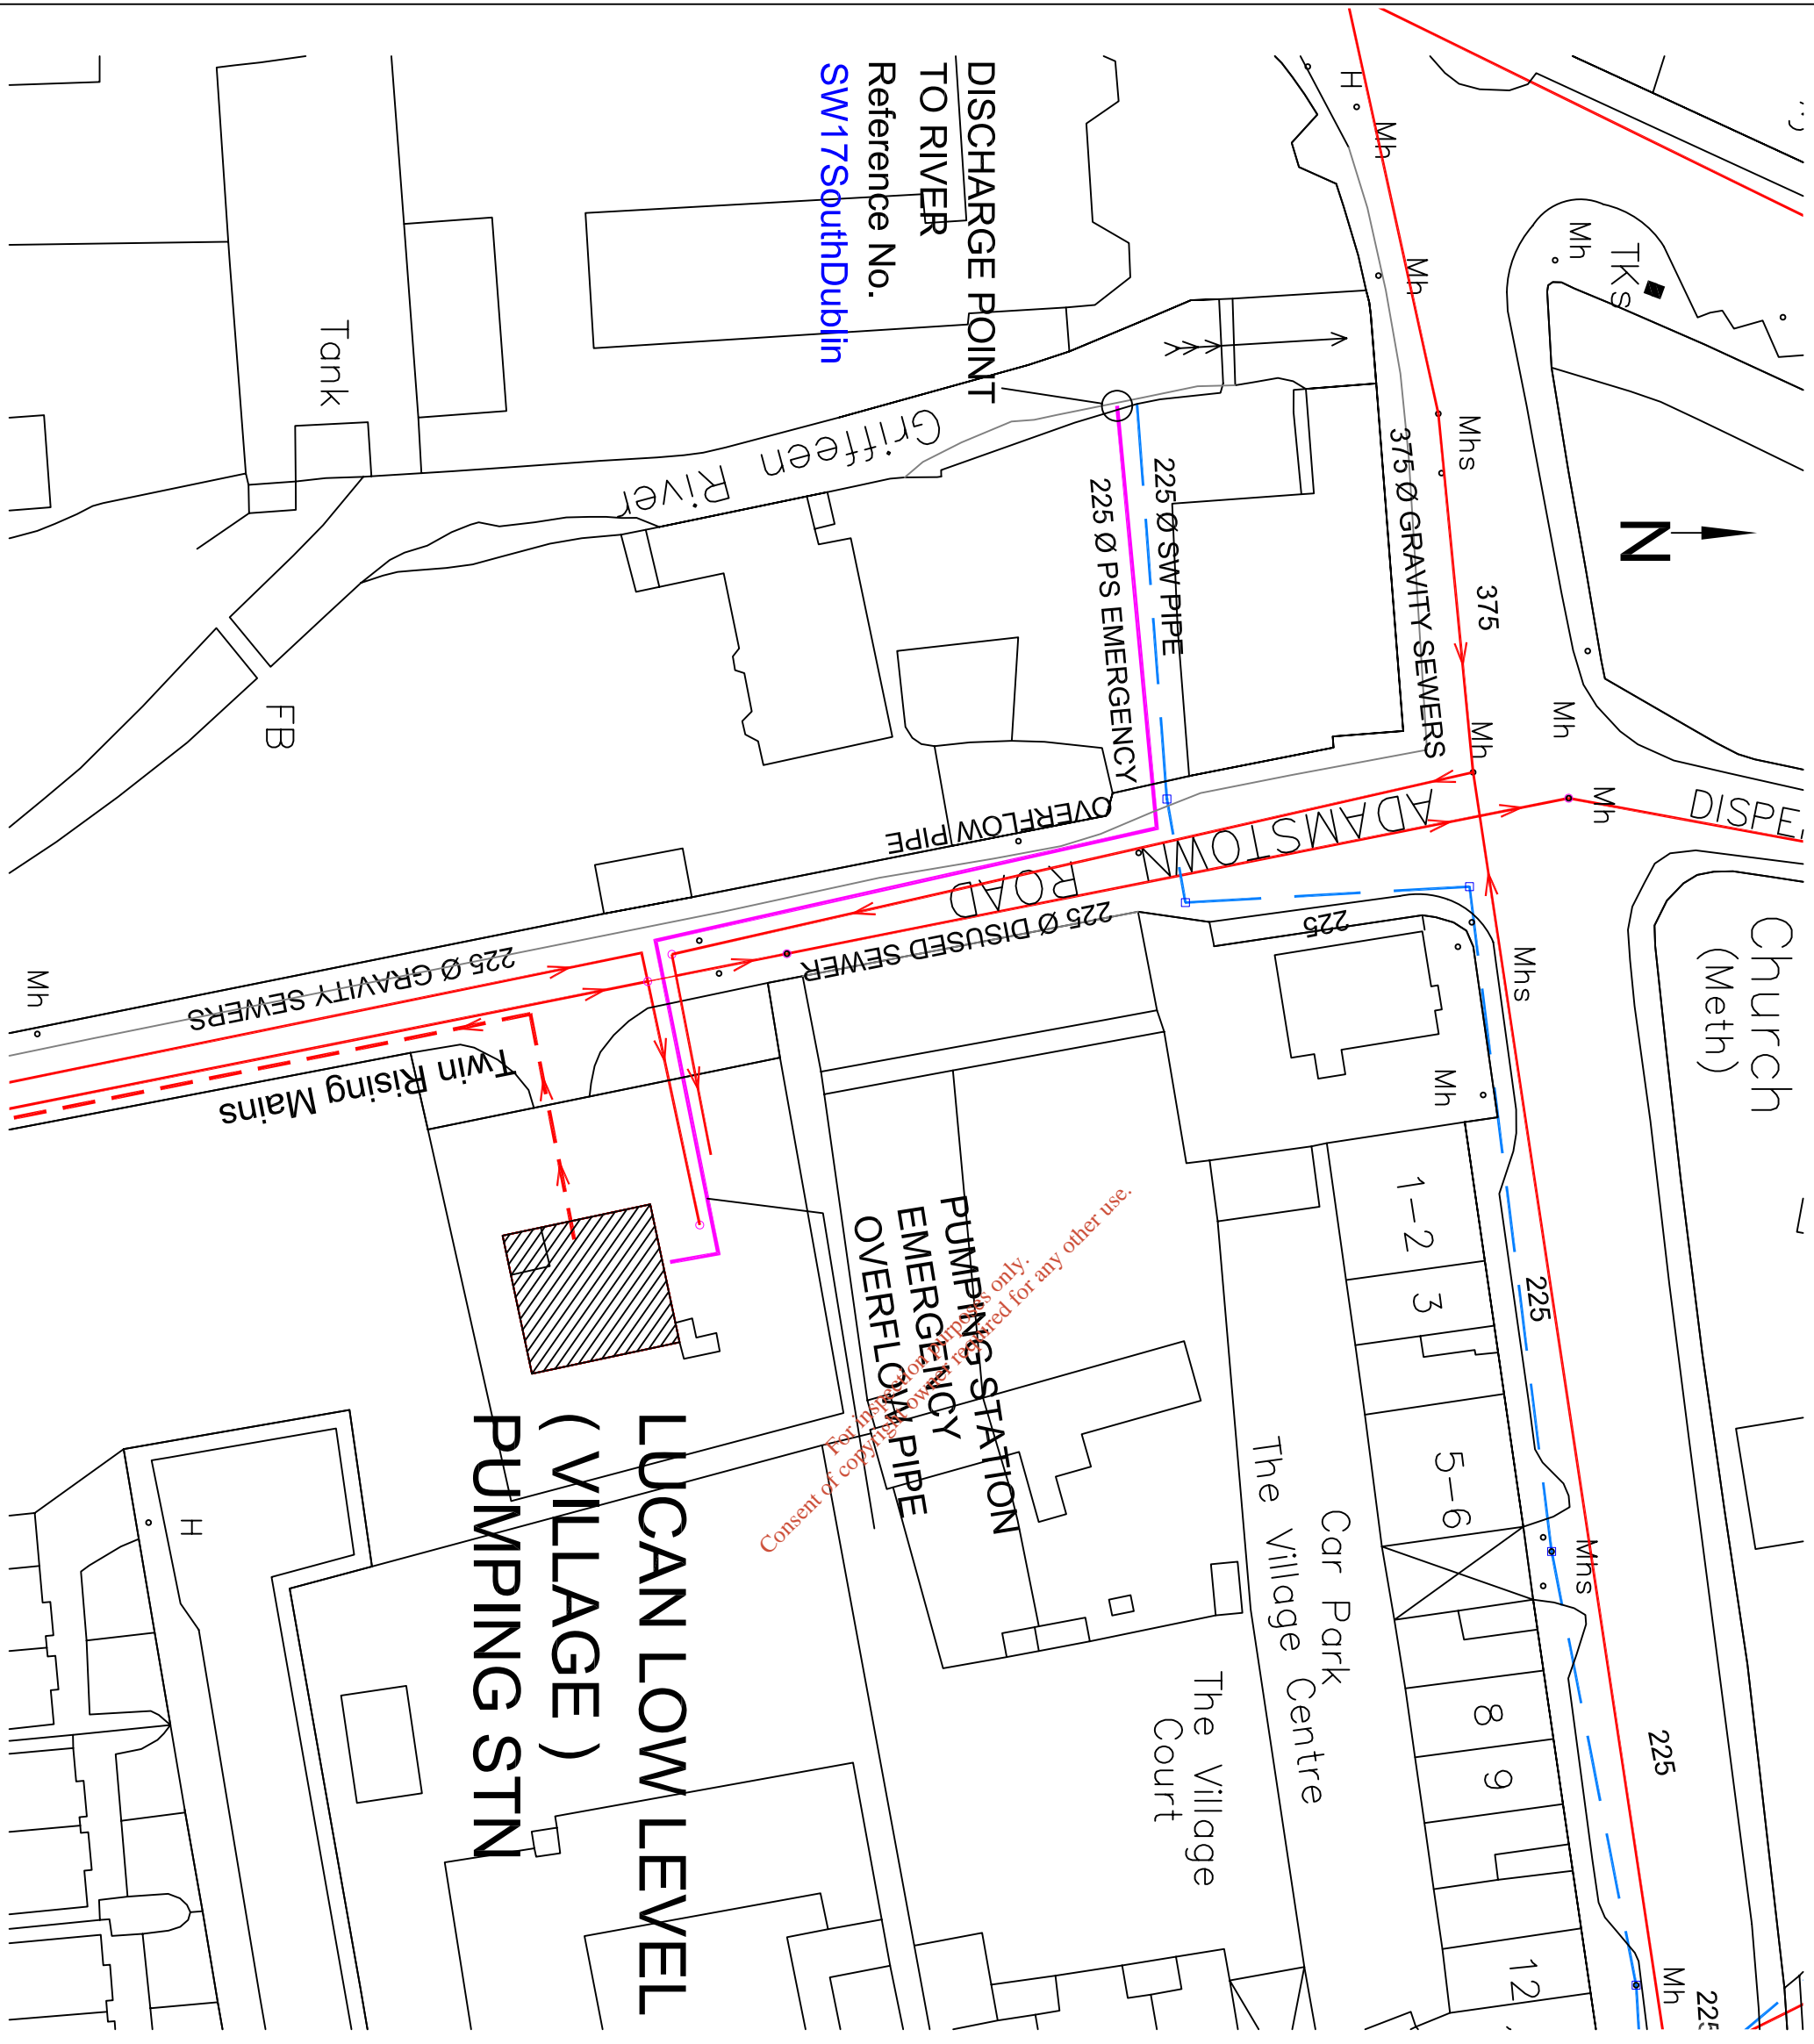 DISCHARGE POINT
TO RIVER
Reference No.
SW17SouthDublin
H
Mh
Mh
Mh
TKs
Mhs
N
375
375 Ø GRAVITY SEWERS
225 Ø SW PIPE
225 Ø PS EMERGENCY
OVERFLOW PIPE
Griffeen River
Tank
FB
Mh
Mh
Mh
ADAMSTOWN
ROAD
225 Ø DISUSED SEWER
225 Ø GRAVITY SEWERS
Twin Rising Mains
Mh
225
Mhs
Mh
Church
(Meth)
PUMPING STATION
EMERGENCY
OVERFLOW PIPE
For inspection purposes only.
Consent of copyright owner required for any other use.
LUCAN LOW LEVEL
( VILLAGE )
PUMPING STN
H
1-2
3
5-6
8
9
12
225
Mhs
225
Mh
Car Park
The Village Centre
The Village
Court